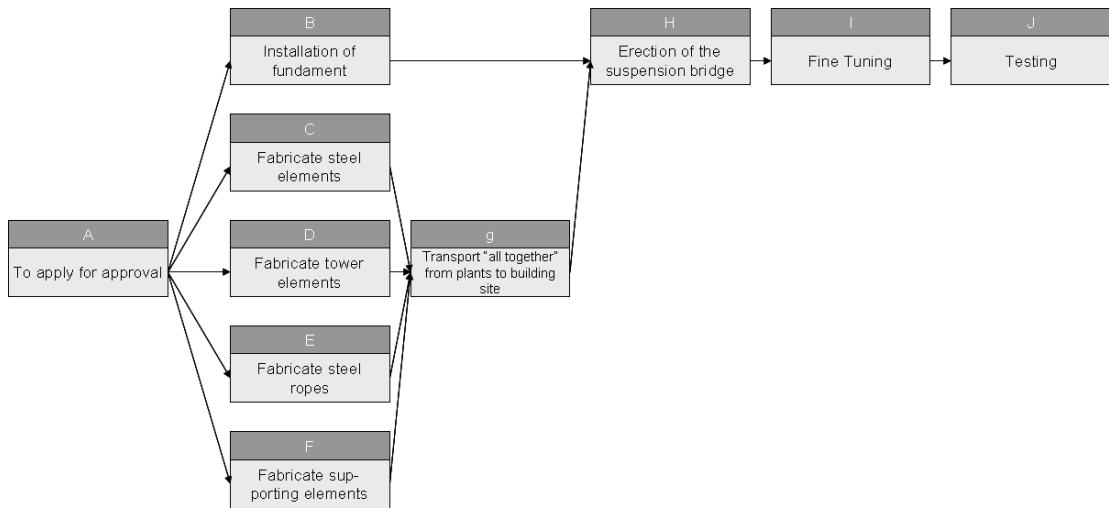 B
Installation of
fundament
H
Erection of the
suspension bridge
I
Fine Tuning
J
Testing
C
Fabricate steel
elements
A
To apply for approval
D
Fabricate tower
elements
g
Transport "all together"
from plants to building
site
E
Fabricate steel
ropes
F
Fabricate sup-
porting elements